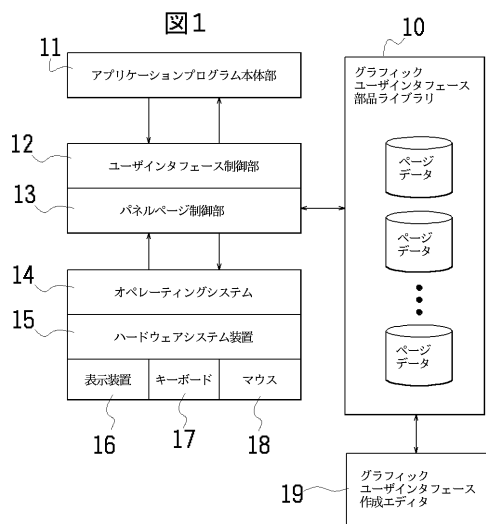 図1
11
アプリケーションプログラム本体部
12
ユーザインタフェース制御部
13
パネルページ制御部
14
オペレーティングシステム
15
ハードウェアシステム装置
表示装置
キーボード
マウス
16
17
18
10
グラフィック
ユーザインタフェース
部品ライブラリ
ページ
データ
ページ
データ
ページ
データ
19
グラフィック
ユーザインタフェース
作成エディタ